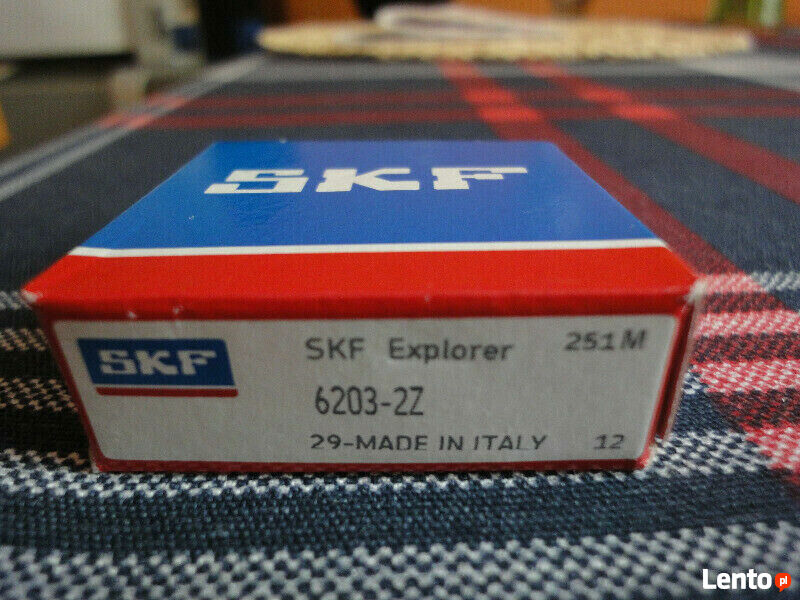 SKF
SKF
SKF Explorer 251M
6203-2Z
29-MADE IN ITALY 12
Lento pl